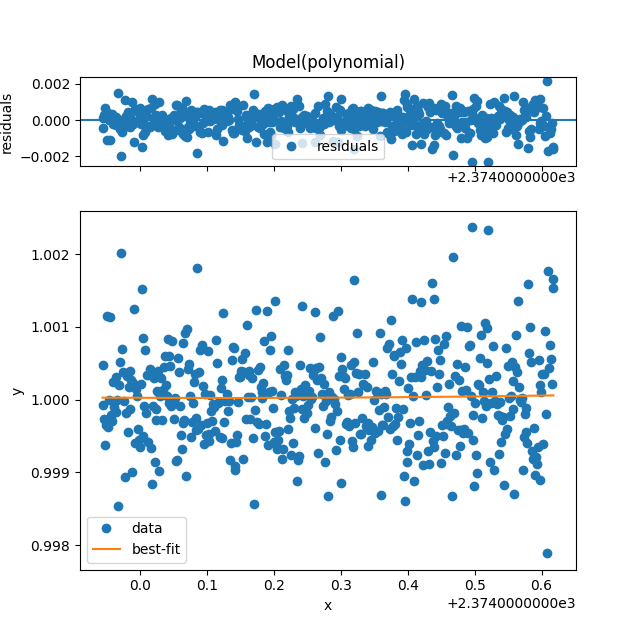 Model(polynomial)
0.002
0.000
−0.002
residuals
residuals
+2.3740000000e3
1.002
1.001
1.000
0.999
0.998
y
data
best-fit
0.0 0.1 0.2 0.3 0.4 0.5 0.6
x
+2.3740000000e3